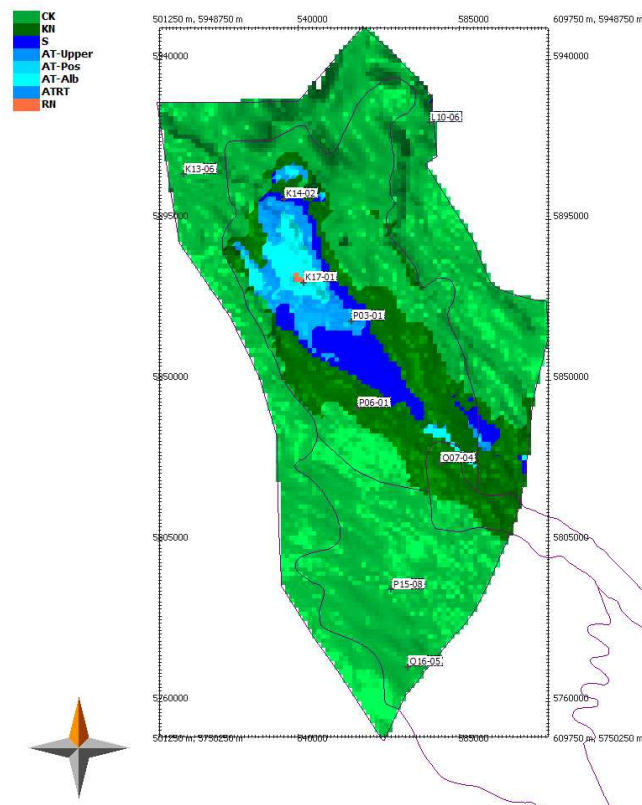 CK
KN
S
AT-Upper
AT-Pos
AT-Alb
ATRT
RN
501250 m, 5948750 m 540000 585000 609750 m, 5948750 m
5940000 5940000
L10-06
K13-06
K14-02
5895000 5895000
K17-01
P03-01
5850000 5850000
P06-01
Q07-04
5805000 5805000
P15-08
Q16-05
5760000 5760000
501250 m, 5750250 m 540000 585000 609750 m, 5750250 m